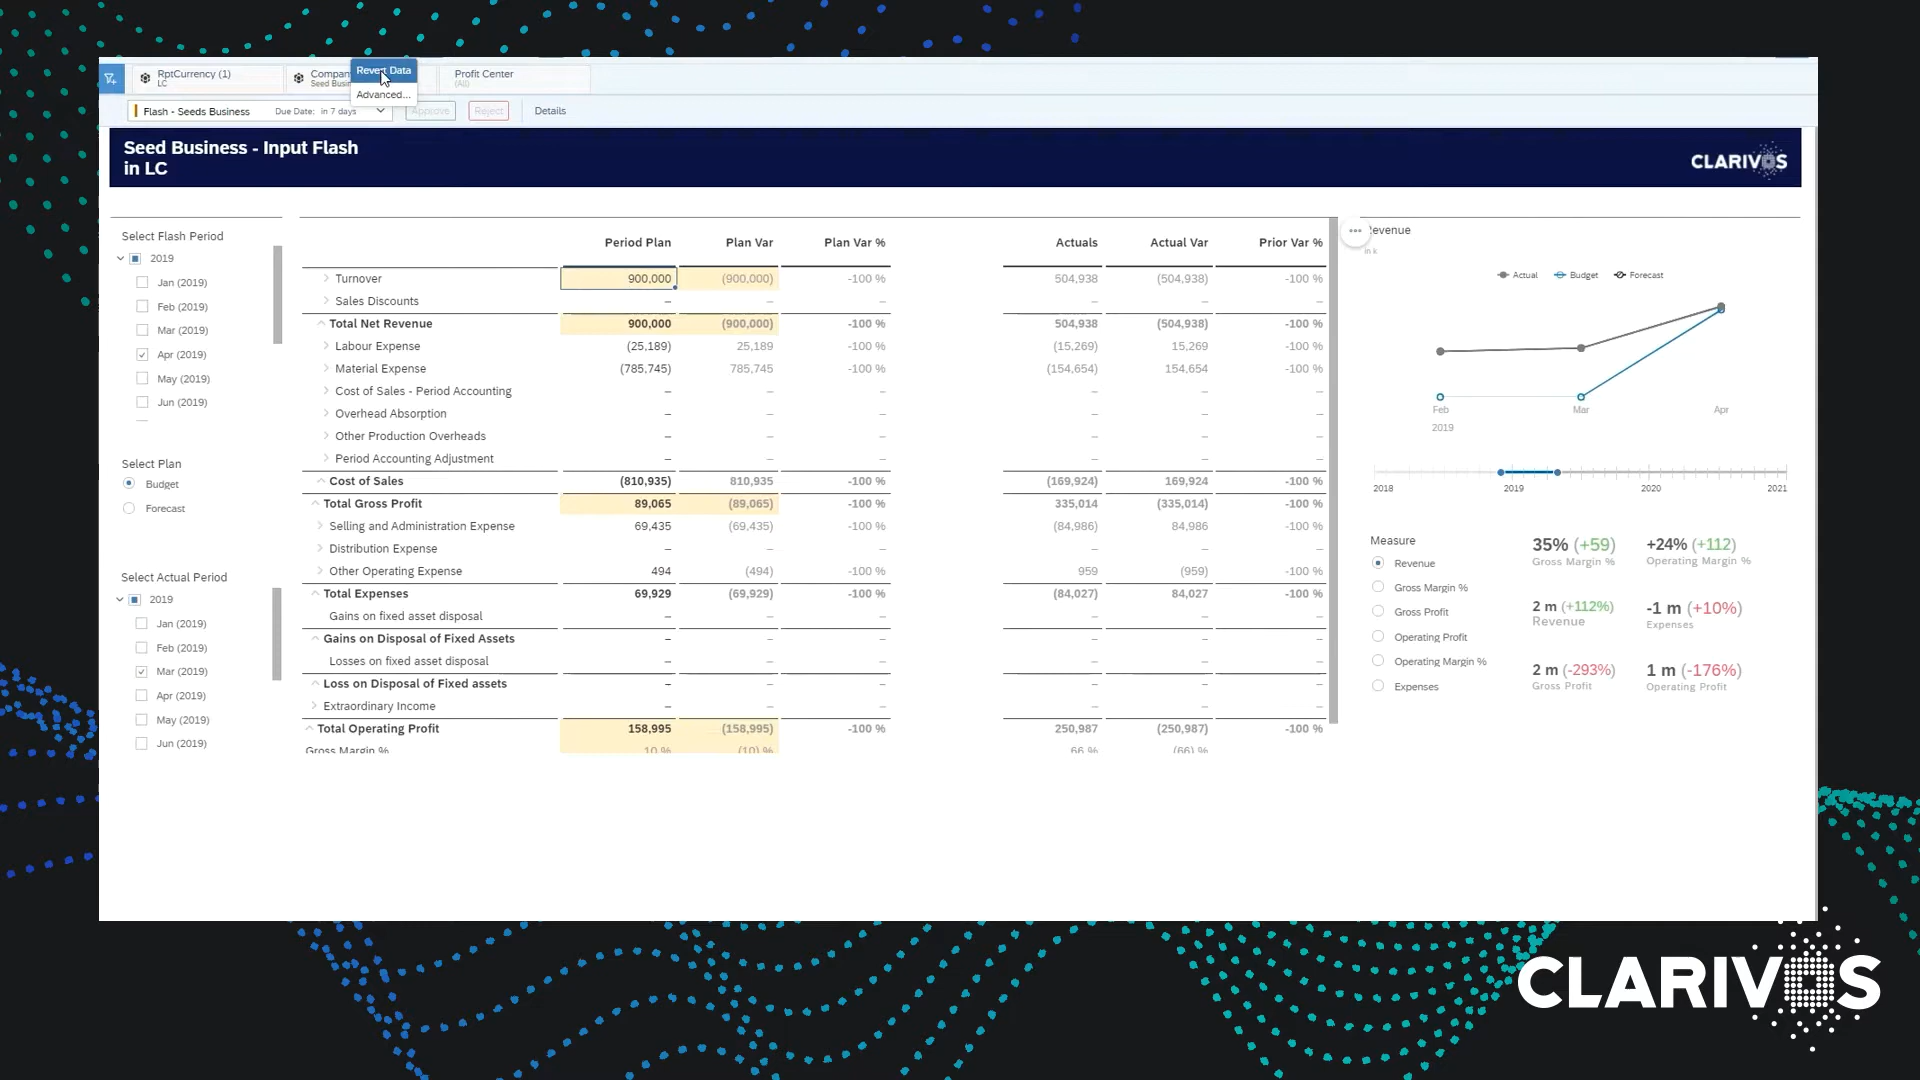 RptCurrency (1)
LC
Compan
Seed Busin
Revert Data
Advanced...
Profit Center
(All)
Flash - Seeds Business
Due Date: in 7 days
Approve
Reject
Details
Seed Business - Input Flash
in LC
CLARIVOS
Select Flash Period
2019
Jan (2019)
Feb (2019)
Mar (2019)
Apr (2019)
May (2019)
Jun (2019)
Select Plan
Budget
Forecast
Select Actual Period
2019
Jan (2019)
Feb (2019)
Mar (2019)
Apr (2019)
May (2019)
Jun (2019)
Period Plan Plan Var Plan Var % Actuals Actual Var Prior Var %
Turnover 900,000 (900,000) -100 % 504,938 (504,938) -100 %
Sales Discounts – – – – – –
Total Net Revenue 900,000 (900,000) -100 % 504,938 (504,938) -100 %
Labour Expense (25,189) 25,189 -100 % (15,269) 15,269 -100 %
Material Expense (785,745) 785,745 -100 % (154,654) 154,654 -100 %
Cost of Sales - Period Accounting – – – – – –
Overhead Absorption – – – – – –
Other Production Overheads – – – – – –
Period Accounting Adjustment – – – – – –
Cost of Sales (810,935) 810,935 -100 % (169,924) 169,924 -100 %
Total Gross Profit 89,065 (89,065) -100 % 335,014 (335,014) -100 %
Selling and Administration Expense 69,435 (69,435) -100 % (84,986) 84,986 -100 %
Distribution Expense – – – – – –
Other Operating Expense 494 (494) -100 % 959 (959) -100 %
Total Expenses 69,929 (69,929) -100 % (84,027) 84,027 -100 %
Gains on fixed asset disposal – – – – – –
Gains on Disposal of Fixed Assets – – – – – –
Losses on fixed asset disposal – – – – – –
Loss on Disposal of Fixed assets – – – – – –
Extraordinary Income – – – – – –
Total Operating Profit 158,995 (158,995) -100 % 250,987 (250,987) -100 %
Gross Margin % 10 % (10) % 66 % (66) %
evenue
in k
Actual Budget Forecast
Feb Mar Apr
2019
2018 2019 2020 2021
Measure
Revenue
Gross Margin %
Gross Profit
Operating Profit
Operating Margin %
Expenses
35% (+59)
Gross Margin %
+24% (+112)
Operating Margin %
2 m (+112%)
Revenue
-1 m (+10%)
Expenses
2 m (-293%)
Gross Profit
1 m (-176%)
Operating Profit
CLARIVOS